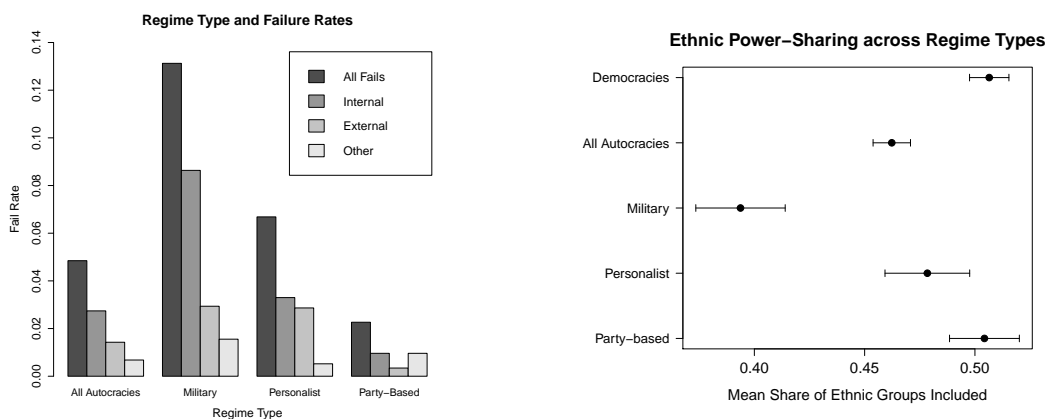 Regime Type and Failure Rates
0.14
0.12
0.10
0.08
0.06
0.04
0.02
0.00
Fail Rate
All Fails
Internal
External
Other
All Autocracies Military Personalist Party−Based
Regime Type
Ethnic Power−Sharing across Regime Types
Democracies
All Autocracies
Military
Personalist
Party−based
0.40 0.45 0.50
Mean Share of Ethnic Groups Included